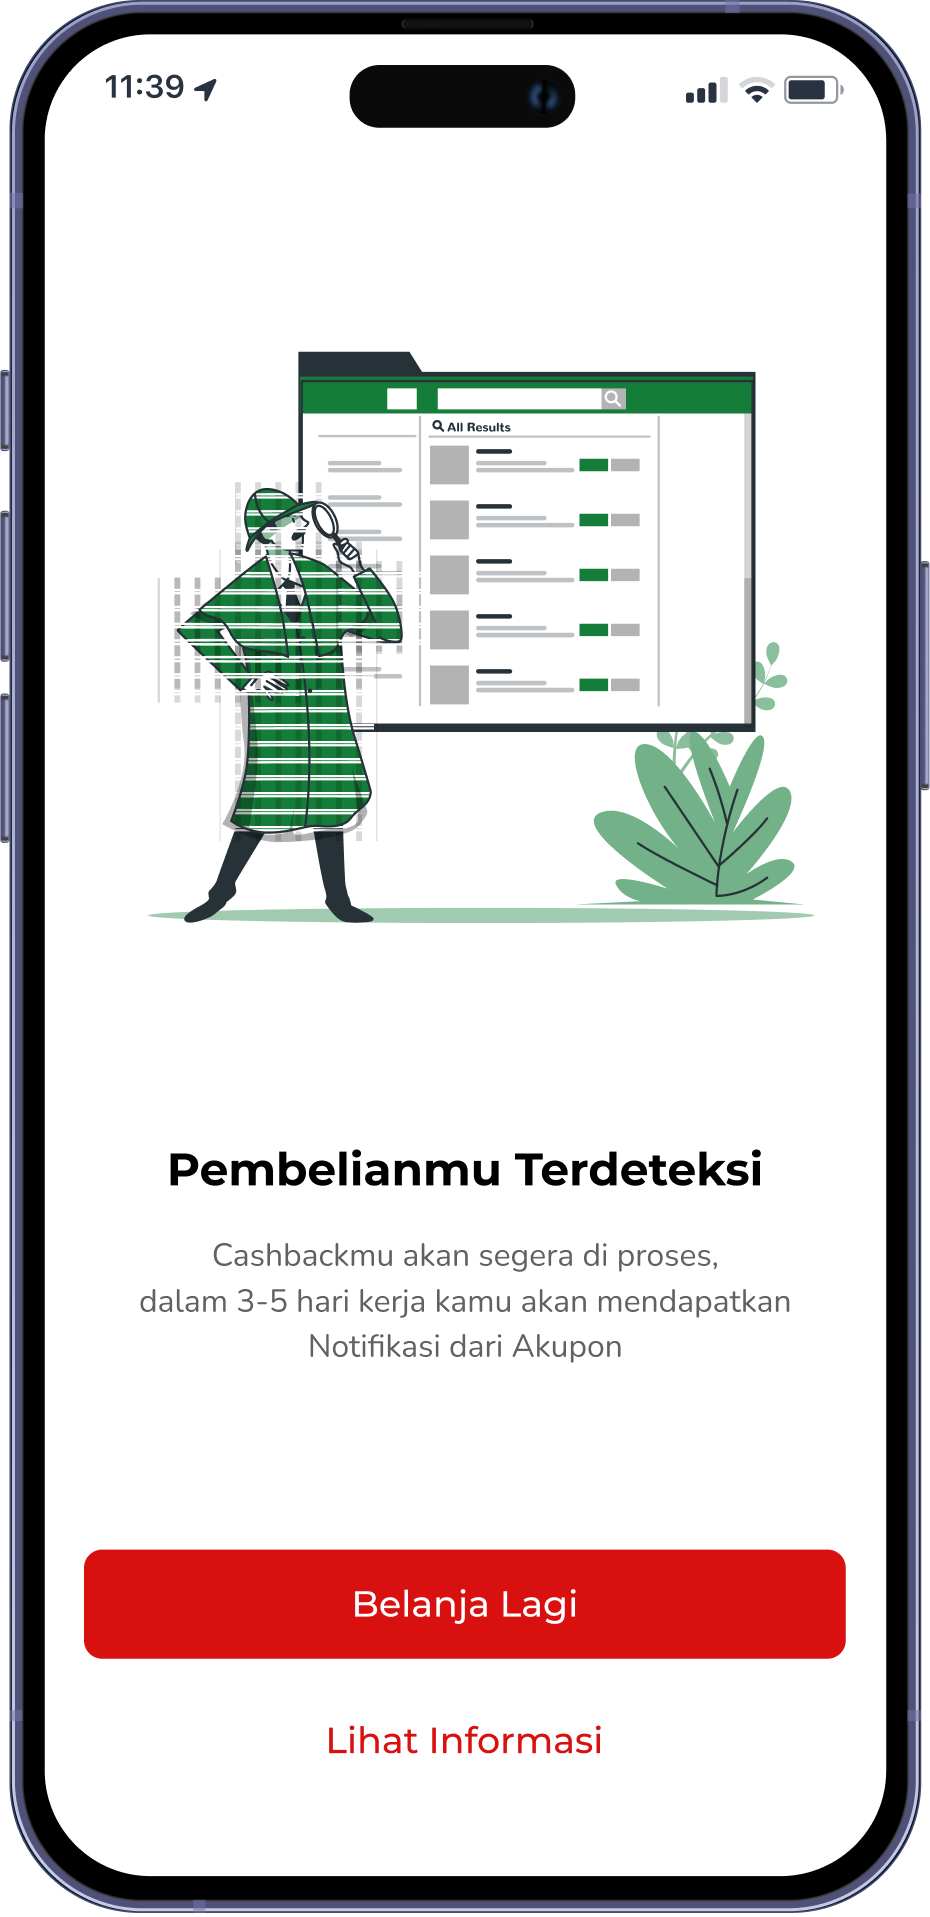 11:39
All Results
Pembelianmu Terdeteksi
Cashbackmu akan segera di proses,
dalam 3-5 hari kerja kamu akan mendapatkan
Notifikasi dari Akupon
Belanja Lagi
Lihat Informasi